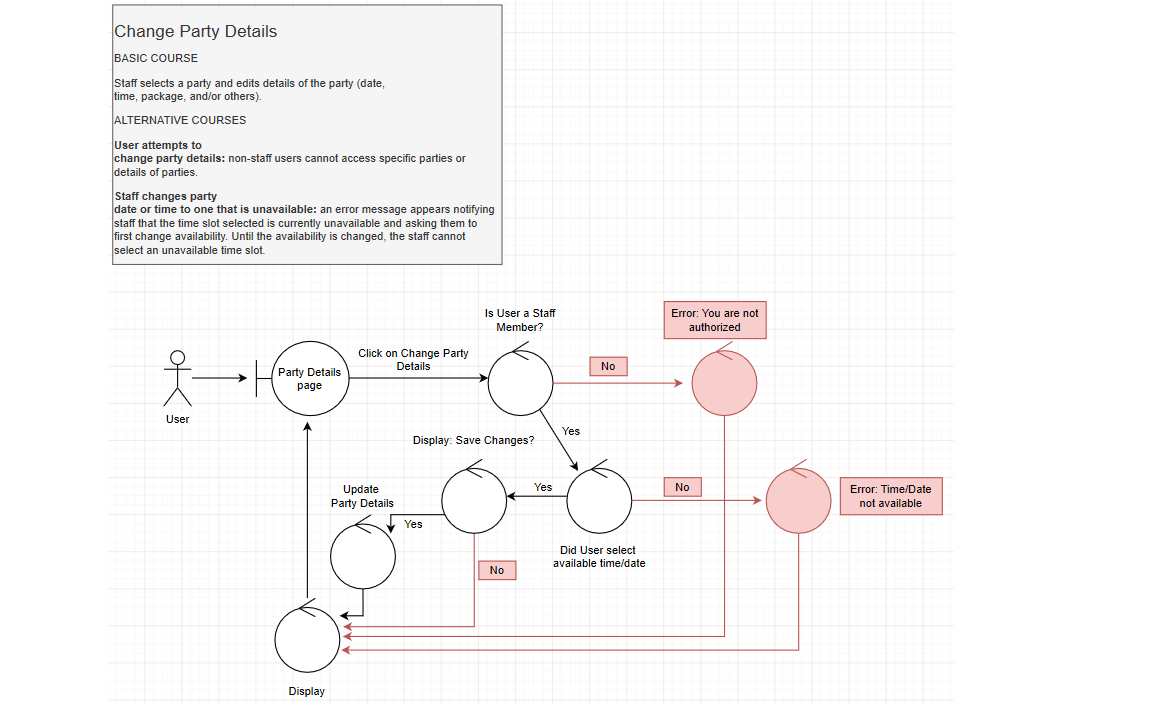 Change Party Details
BASIC COURSE
Staff selects a party and edits details of the party (date,
time, package, and/or others).
ALTERNATIVE COURSES
User attempts to
change party details: non-staff users cannot access specific parties or
details of parties.
Staff changes party
date or time to one that is unavailable: an error message appears notifying
staff that the time slot selected is currently unavailable and asking them to
first change availability. Until the availability is changed, the staff cannot
select an unavailable time slot.
Is User a Staff
Member?
Error: You are not
authorized
Click on Change Party
Details
No
Party Details
page
User
Yes
Display: Save Changes?
Update
Party Details
Yes
No
Error: Time/Date
not available
Yes
Did User select
available time/date
No
Display